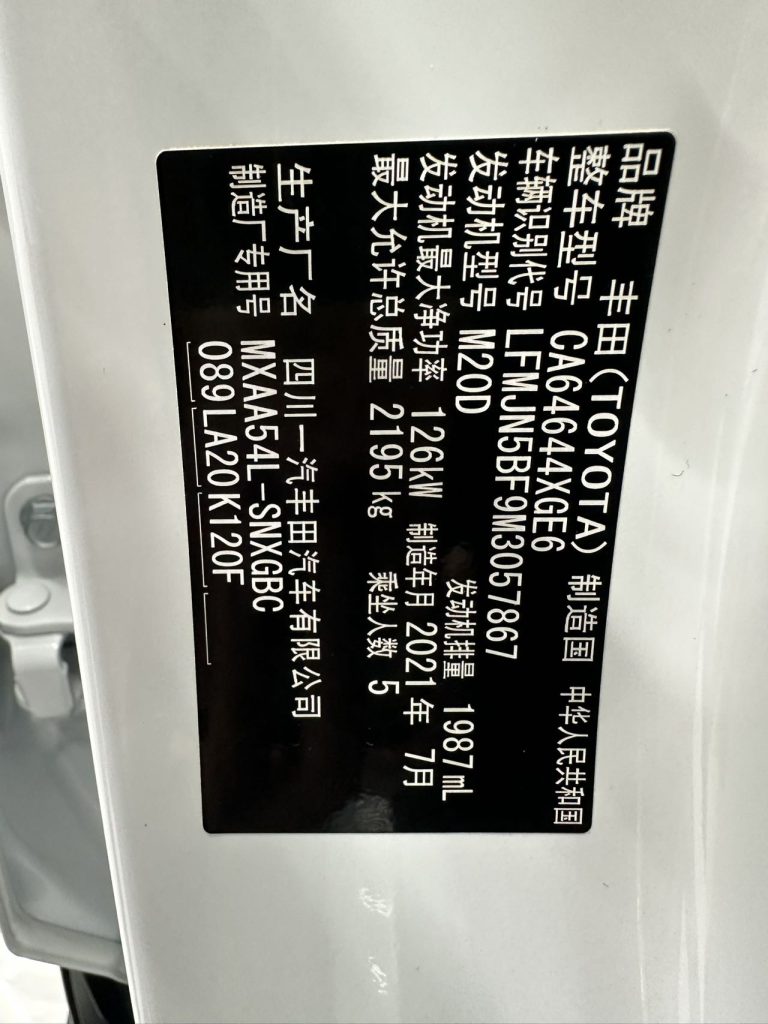 品牌 丰田(TOYOTA) 制造国 中华人民共和国
整车型号 CA64644XGE6
车辆识别代号 LFMJN5BF9M3057867
发动机型号 M20D 发动机排量 1987mL
发动机最大净功率 126kW 制造年月 2021年 7月
最大允许总质量 2195kg 乘坐人数 5
生产厂名 四川一汽丰田汽车有限公司
制造厂专用号 MXAA54L-SNXGBC
089LA20K120F